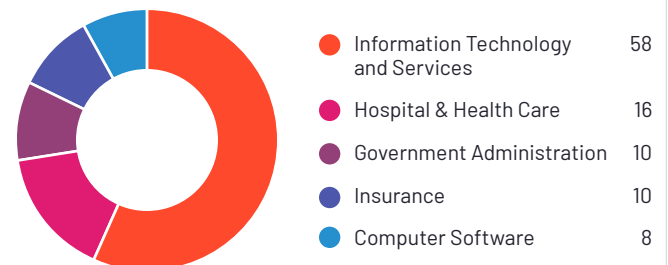 Information Technology 58
and Services
Hospital & Health Care 16
Government Administration 10
Insurance 10
Computer Software 8